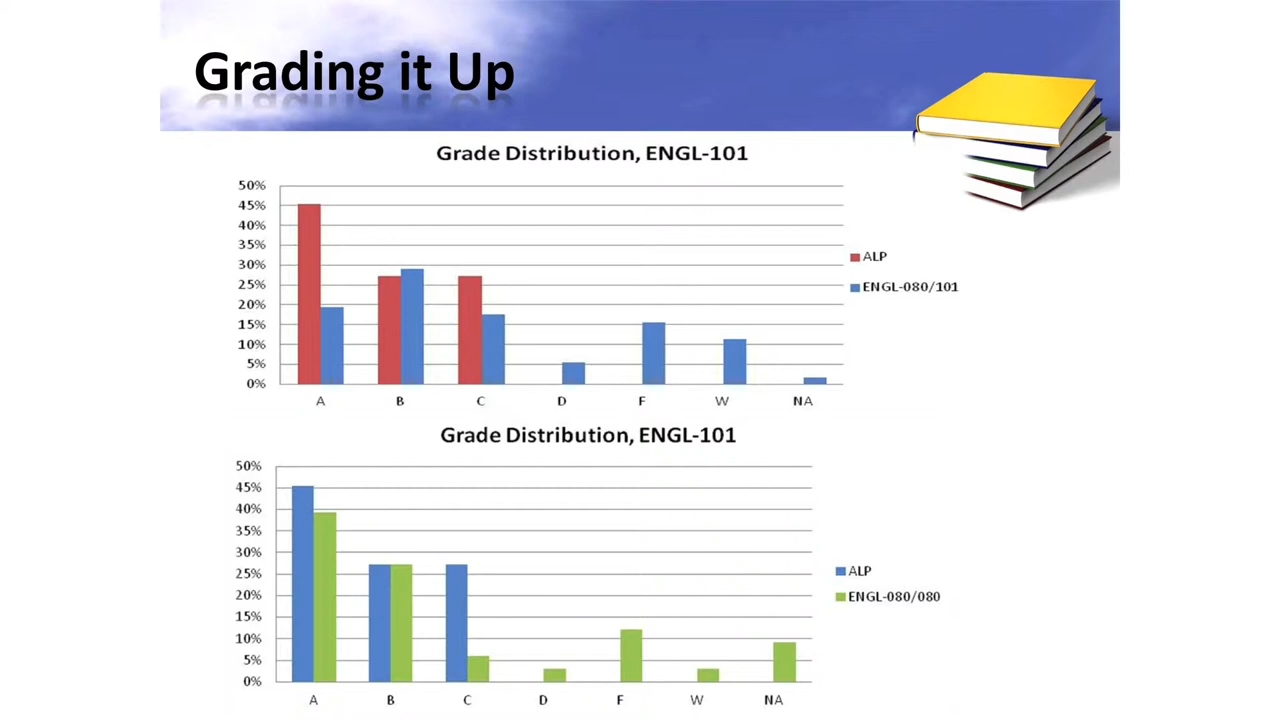 Grading it Up
Grade Distribution, ENGL-101
50%
45%
40%
35%
30%
25%
20%
15%
10%
5%
0%
A B C D F W NA
ALP
ENGL-080/101
Grade Distribution, ENGL-101
50%
45%
40%
35%
30%
25%
20%
15%
10%
5%
0%
A B C D F W NA
ALP
ENGL-080/080